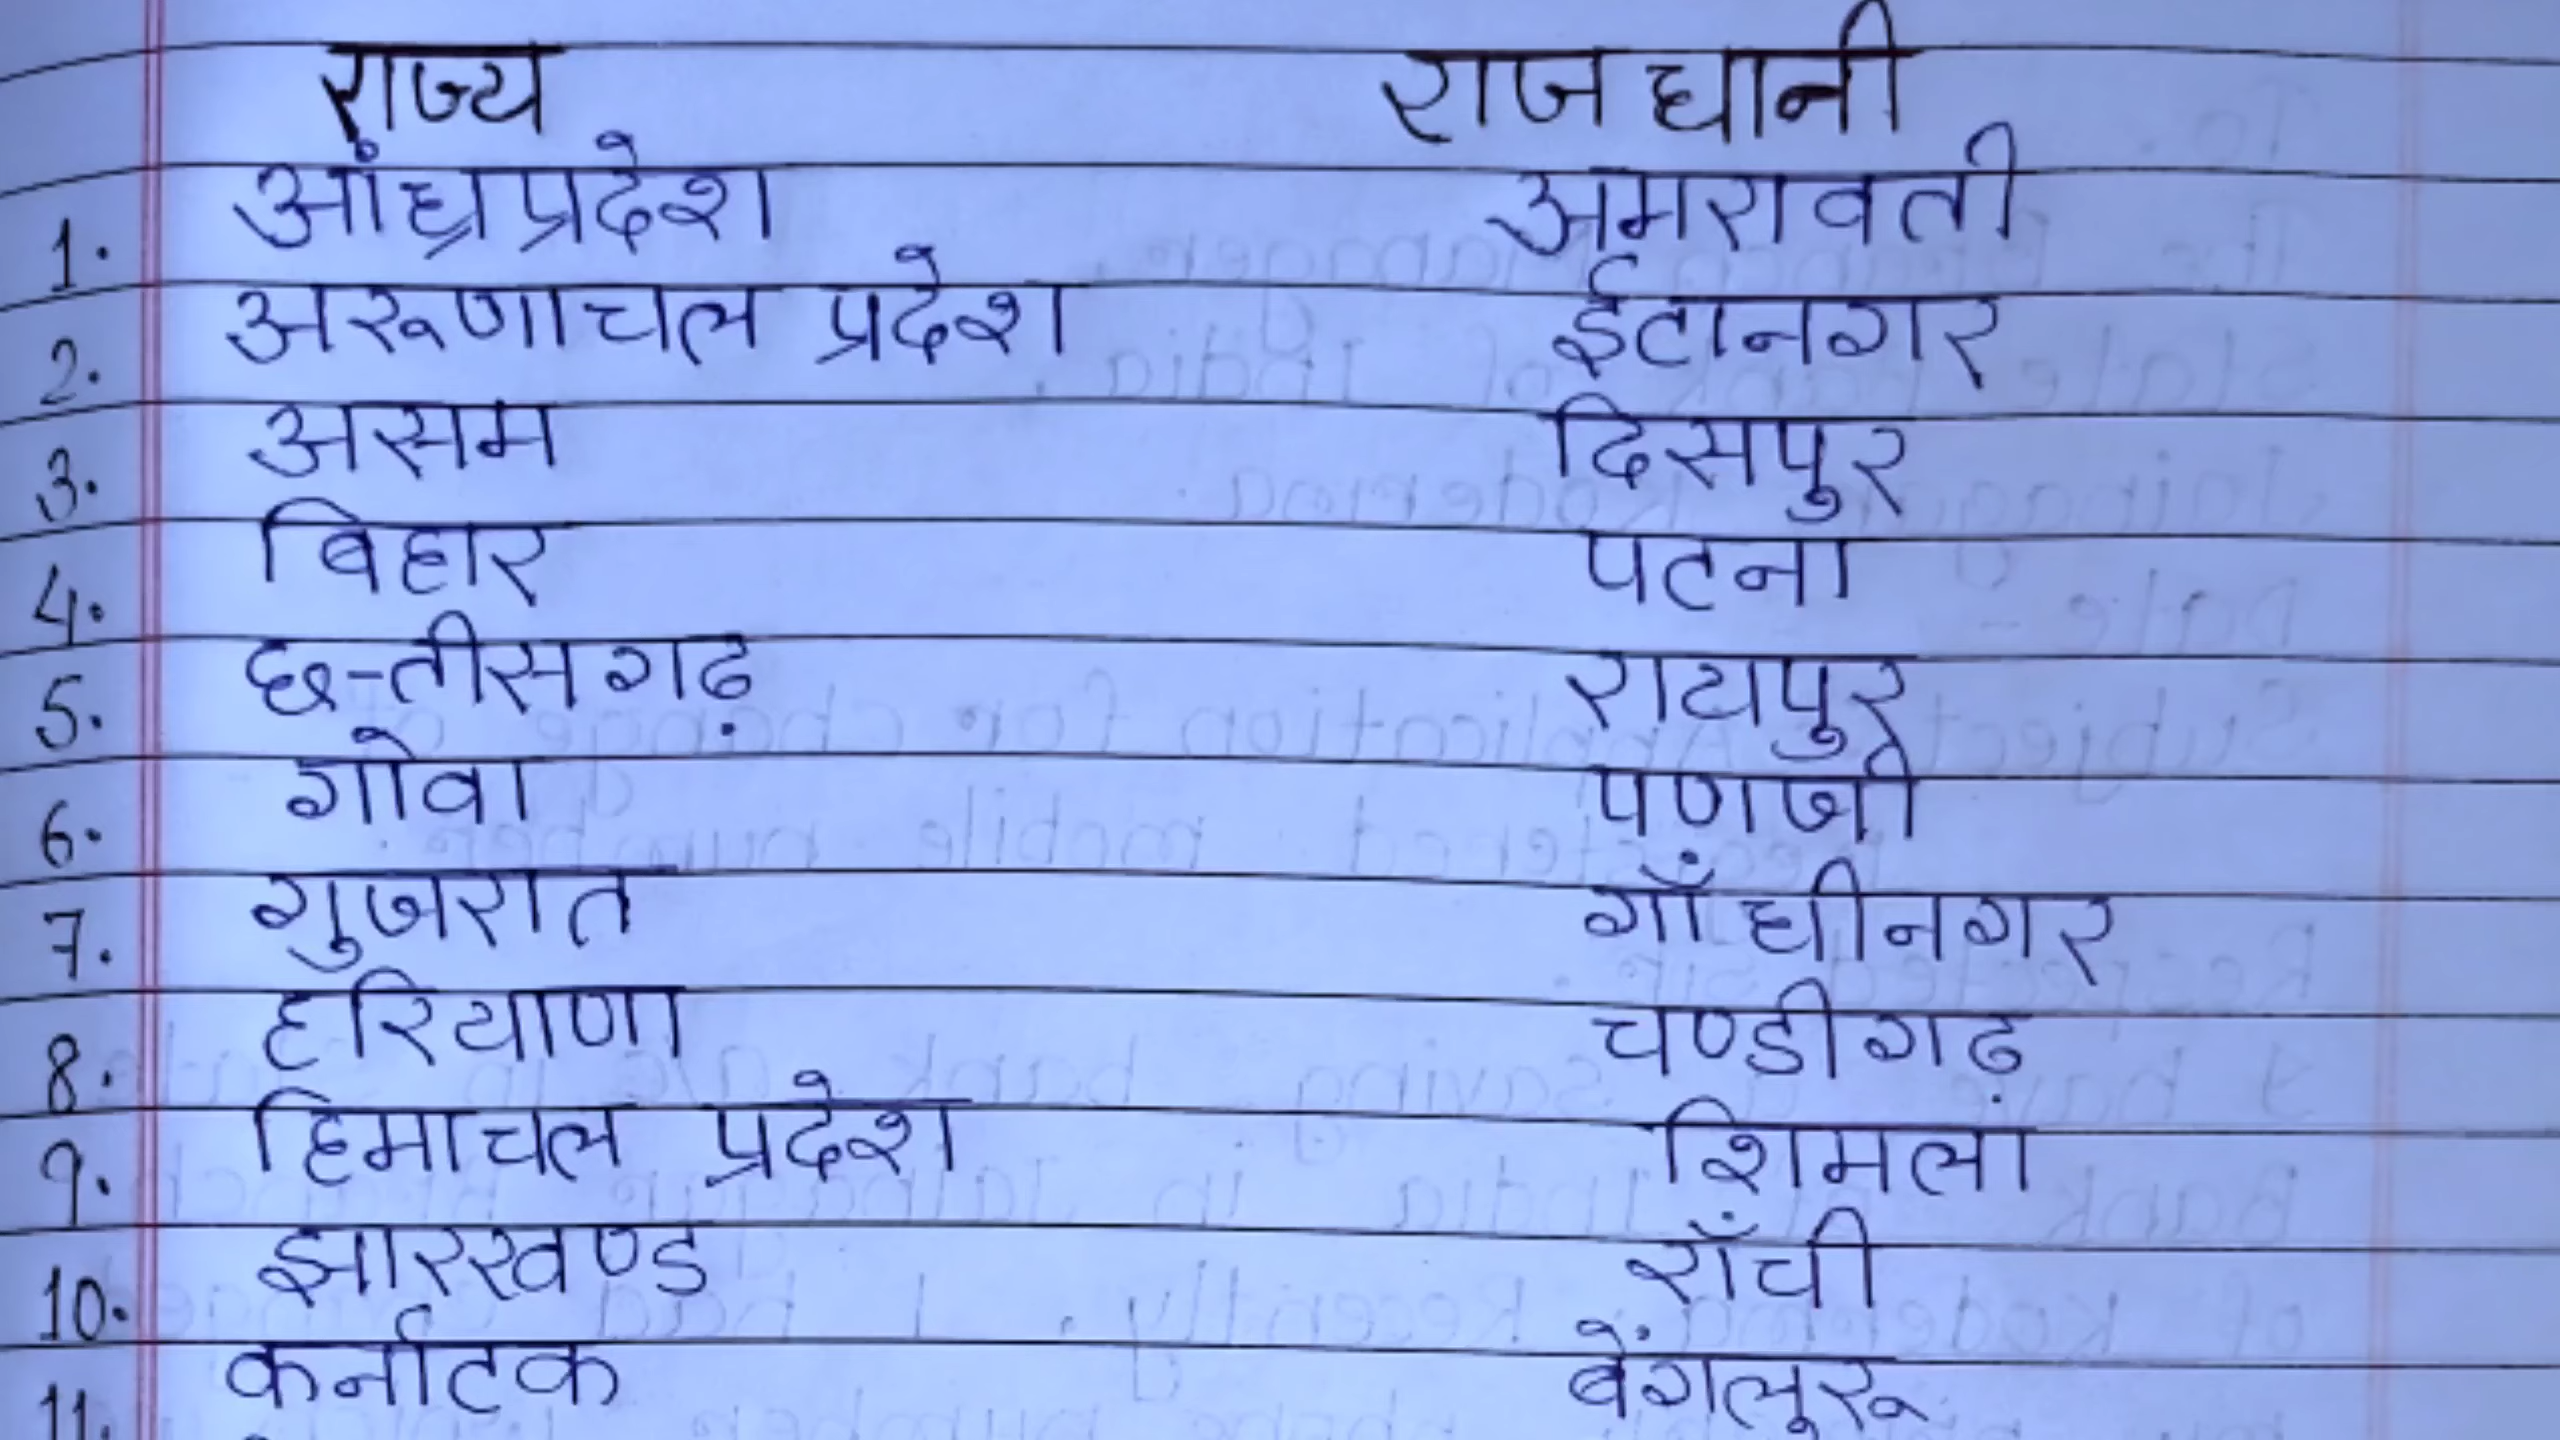 राज्य राजधानी
1. आंध्रप्रदेश अमरावती
2. अरूणाचल प्रदेश ईटानगर
3. असम दिसपुर
4. बिहार पटना
5. छत्तीसगढ़ रायपुर
6. गोवा पणजी
7. गुजरात गाँधीनगर
8. हरियाणा चण्डीगढ़
9. हिमाचल प्रदेश शिमला
10. झारखण्ड राँची
11. कर्नाटक बेंगलूरू